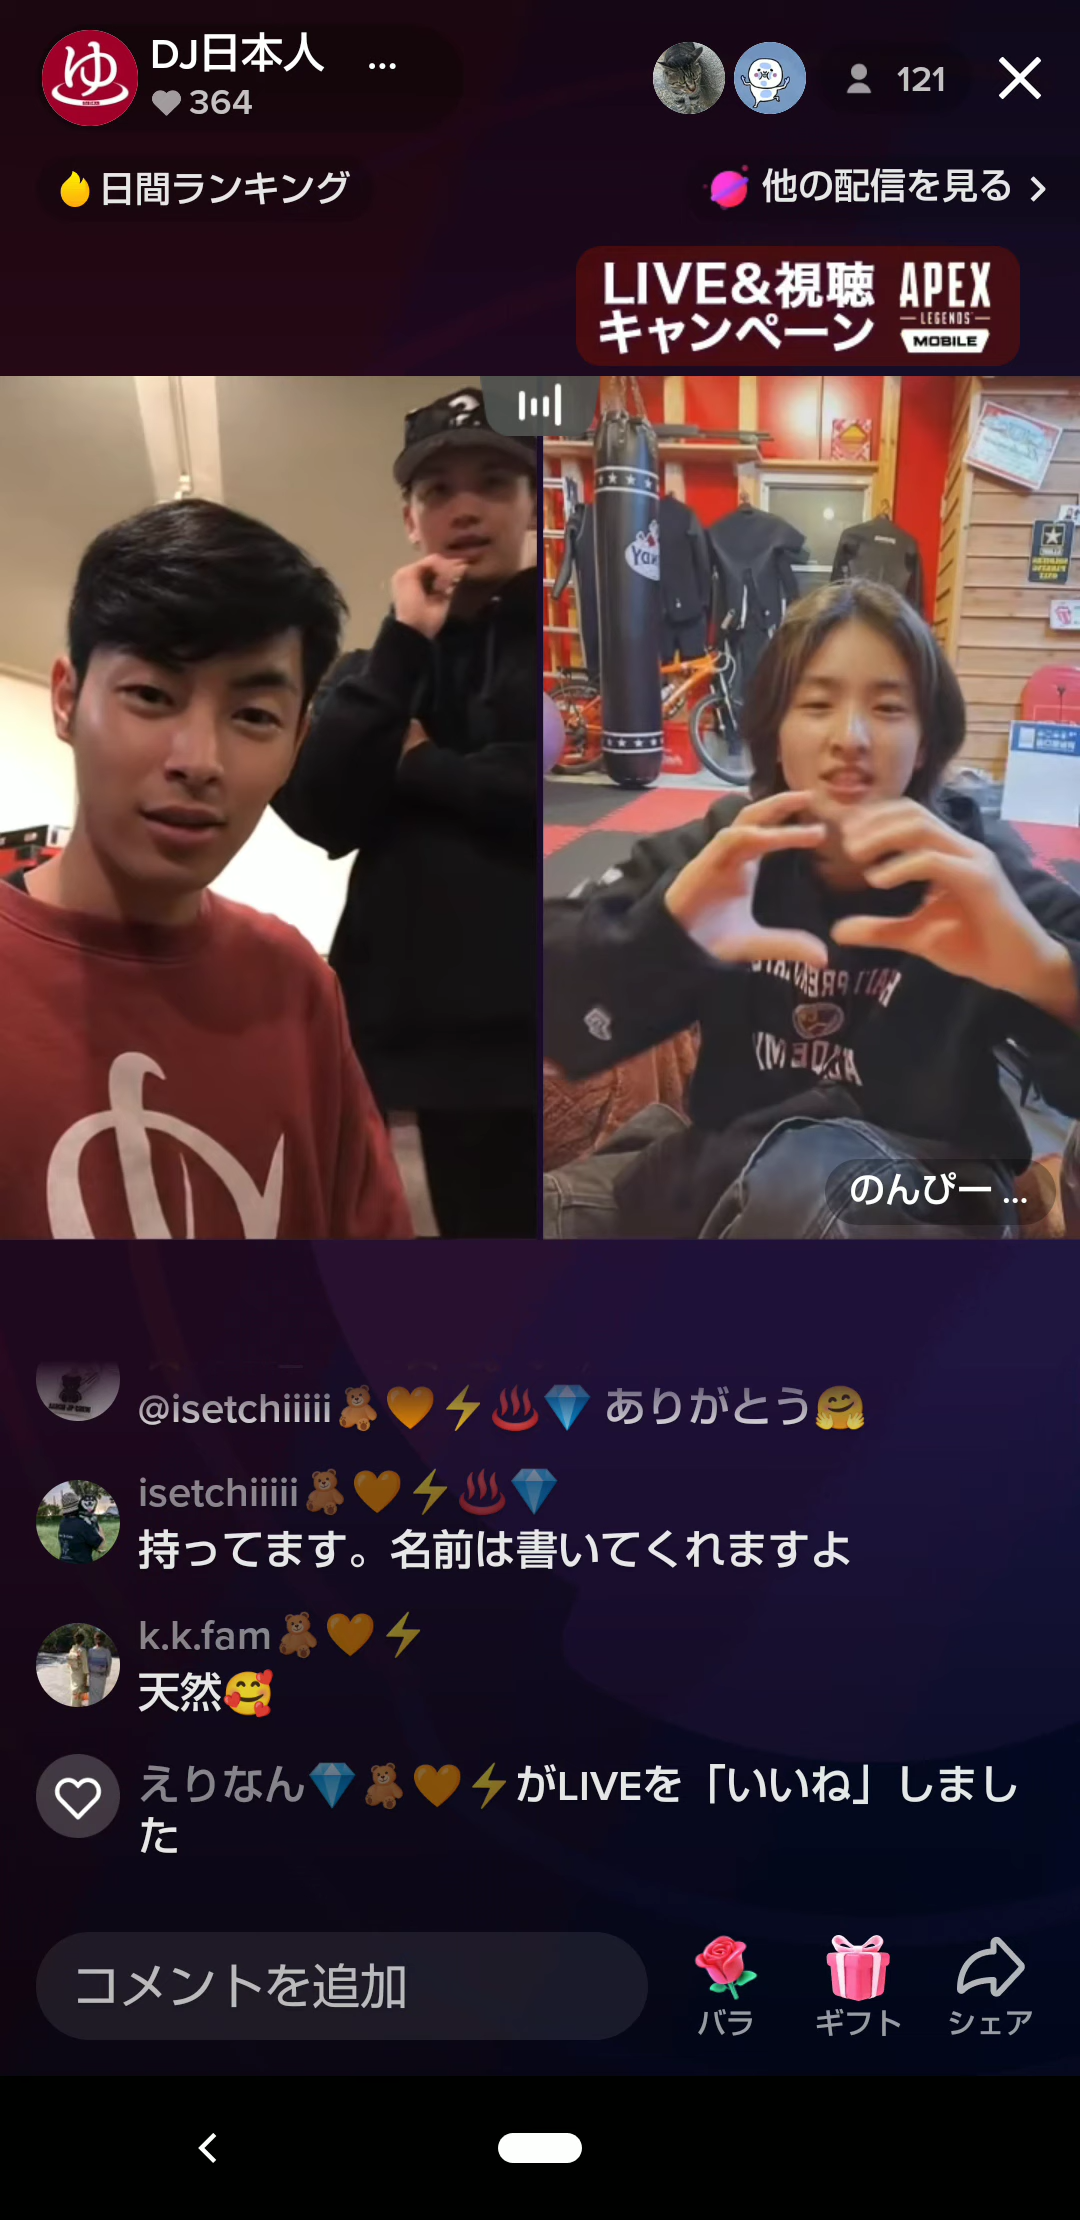 ゆ
DJ日本人 ...
364
121
日間ランキング
他の配信を見る
LIVE&視聴
キャンペーン
APEX
LEGENDS
MOBILE
のんぴー ...
@isetchiiiii🧸🧡⚡♨️💎 ありがとう🤗
isetchiiiii🧸🧡⚡♨️💎
持ってます。名前は書いてくれますよ
k.k.fam🧸🧡⚡
天然🥰
えりなん💎🧸🧡⚡がLIVEを「いいね」しまし
た
コメントを追加
バラ
ギフト
シェア